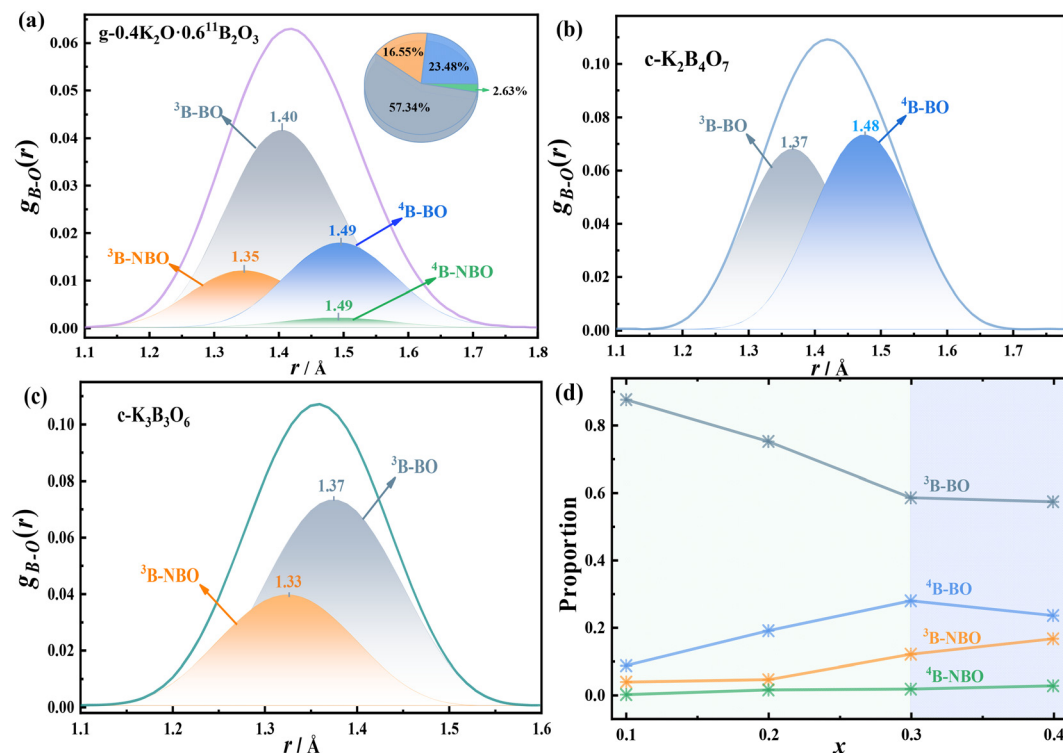 (a)
g-0.4K₂O·0.6¹¹B₂O₃
0.06
0.05
0.04
0.03
0.02
0.01
0.00
g_B-O(r)
16.55%
23.48%
2.63%
57.34%
³B-BO
1.40
⁴B-BO
1.49
³B-NBO
1.35
⁴B-NBO
1.49
1.1 1.2 1.3 1.4 1.5 1.6 1.7 1.8
r / Å
(b)
c-K₂B₄O₇
0.10
0.08
0.06
0.04
0.02
0.00
g_B-O(r)
³B-BO
1.37
1.48
⁴B-BO
1.1 1.2 1.3 1.4 1.5 1.6 1.7
r / Å
(c)
c-K₃B₃O₆
0.10
0.08
0.06
0.04
0.02
0.00
g_B-O(r)
³B-BO
1.37
³B-NBO
1.33
1.1 1.2 1.3 1.4 1.5 1.6
r / Å
(d)
0.8
0.6
0.4
0.2
0.0
Proportion
³B-BO
⁴B-BO
³B-NBO
⁴B-NBO
0.1 0.2 0.3 0.4
x